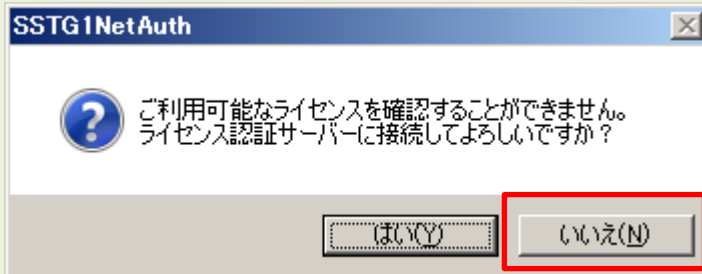 SSTG1NetAuth
ご利用可能なライセンスを確認することができません。
ライセンス認証サーバーに接続してよろしいですか？
はい(Y) いいえ(N)